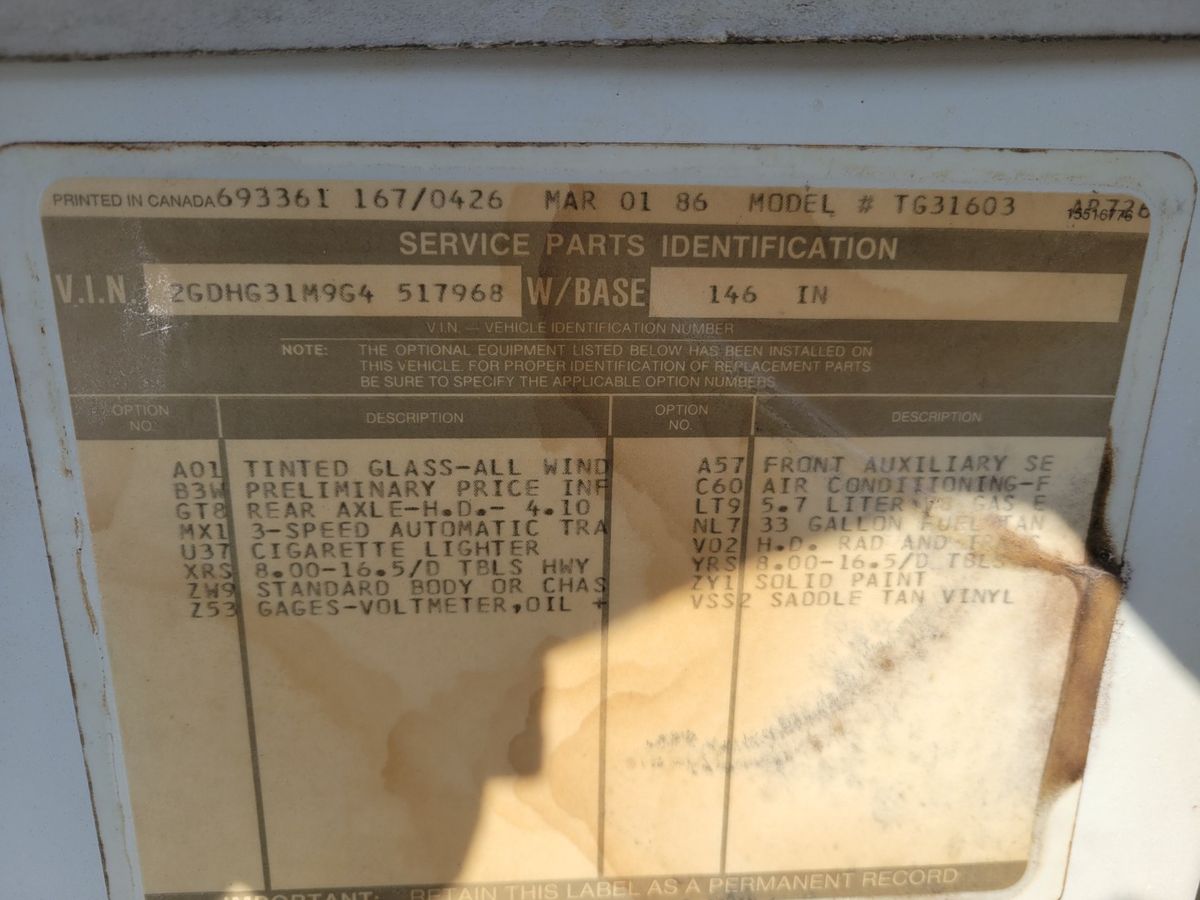 PRINTED IN CANADA 693361 167/0426 MAR 01 86 MODEL # TG31603
15516776
SERVICE PARTS IDENTIFICATION
V.I.N. 2GDHG31M9G4 517968 W/BASE 146 IN
V.I.N. — VEHICLE IDENTIFICATION NUMBER
NOTE: THE OPTIONAL EQUIPMENT LISTED BELOW HAS BEEN INSTALLED ON
THIS VEHICLE. FOR PROPER IDENTIFICATION OF REPLACEMENT PARTS
BE SURE TO SPECIFY THE APPLICABLE OPTION NUMBERS
OPTION NO. DESCRIPTION OPTION NO. DESCRIPTION
A01 TINTED GLASS-ALL WIND A57 FRONT AUXILIARY SE
B3W PRELIMINARY PRICE INF C60 AIR CONDITIONING-F
GT8 REAR AXLE-H.D.- 4.10 LT9 5.7 LITER V8 GAS E
MX1 3-SPEED AUTOMATIC TRA NL7 33 GALLON FUEL TAN
U37 CIGARETTE LIGHTER V02 H.D. RAD AND
XRS 8.00-16.5/D TBLS HWY YRS 8.00-16.5/D TBLS
ZW9 STANDARD BODY OR CHAS ZY1 SOLID PAINT
Z53 GAGES-VOLTMETER,OIL + VSS2 SADDLE TAN VINYL
IMPORTANT: RETAIN THIS LABEL AS A PERMANENT RECORD